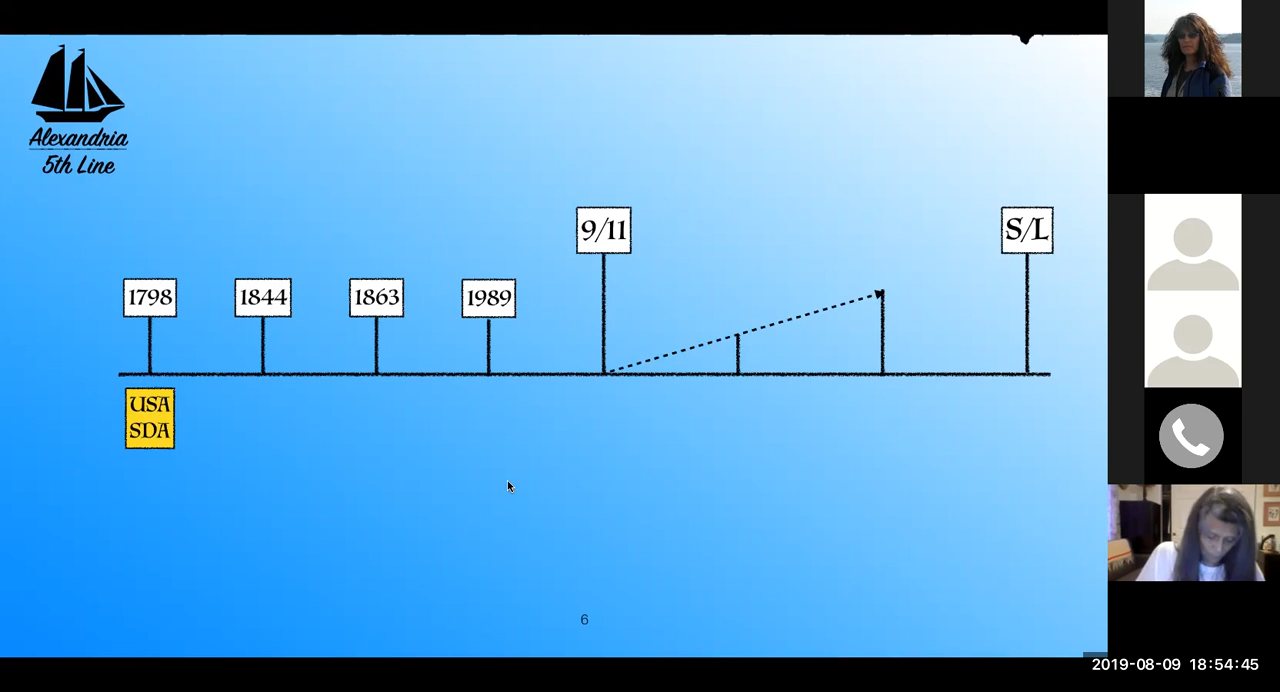 Alexandria
5th Line
9/11
S/L
1798
1844
1863
1989
USA
SDA
6
2019-08-09 18:54:45